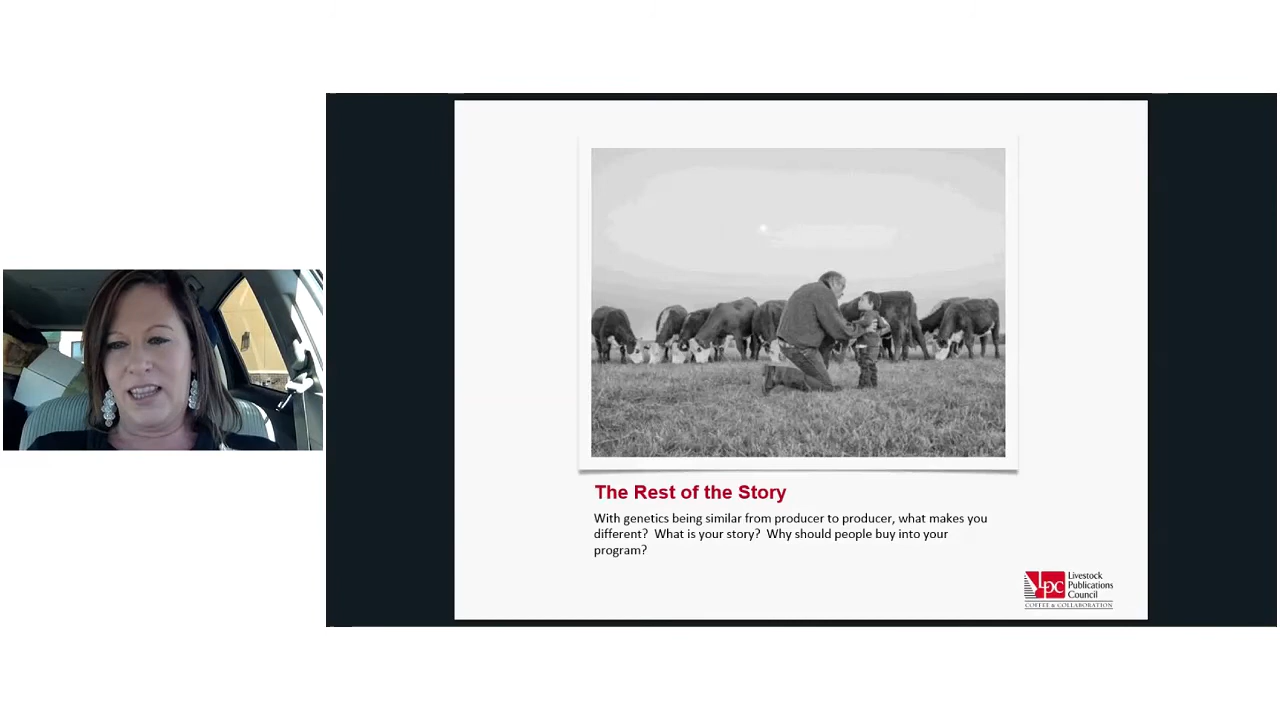 The Rest of the Story
With genetics being similar from producer to producer, what makes you
different?  What is your story?  Why should people buy into your
program?
LPC
Livestock
Publications
Council
COFFEE & COLLABORATION